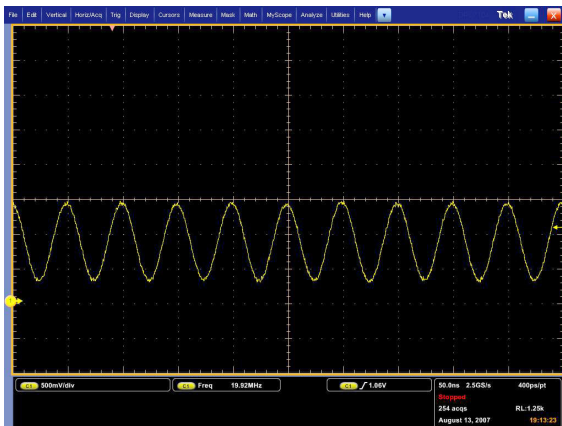 File Edit Vertical Horiz/Acq Trig Display Cursors Measure Mask Math MyScope Analyze Utilities Help Tek
1
C1 500mV/div C1 Freq 19.92MHz C1 1.06V 50.0ns 2.5GS/s 400ps/pt
Stopped
254 acqs RL:1.25k
August 13, 2007 19:13:23